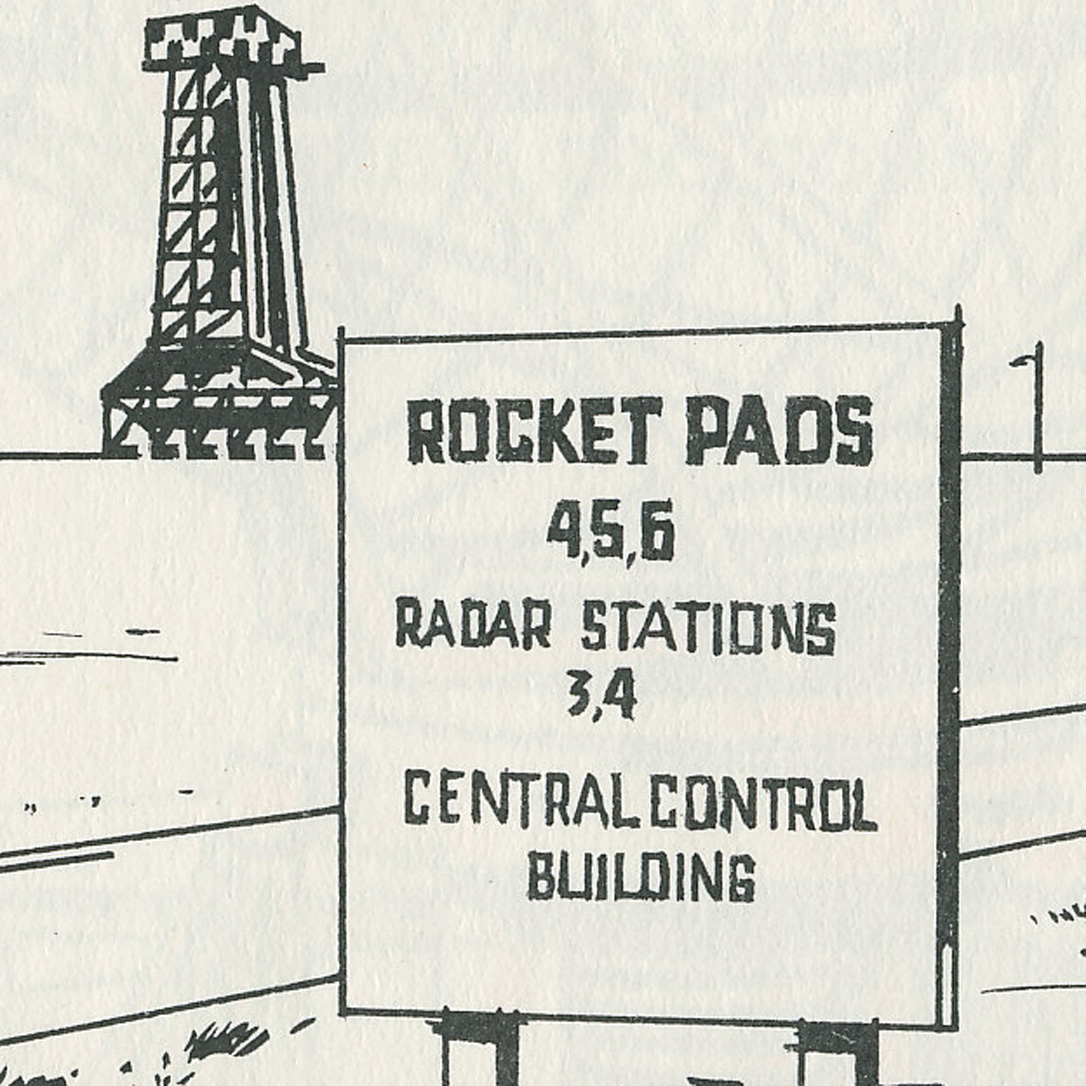 ROCKET PADS
4,5,6
RADAR STATIONS
3,4
CENTRAL CONTROL
BUILDING